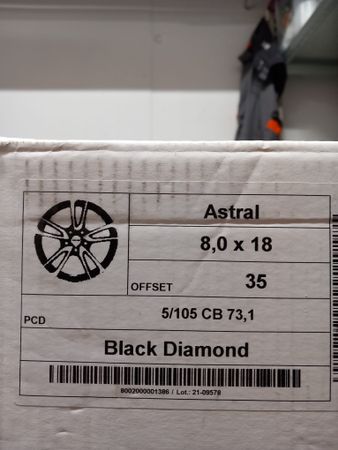 Astral
8,0 x 18
OFFSET 35
PCD 5/105 CB 73,1
Black Diamond
8002000001386 / Lot.: 21-09578